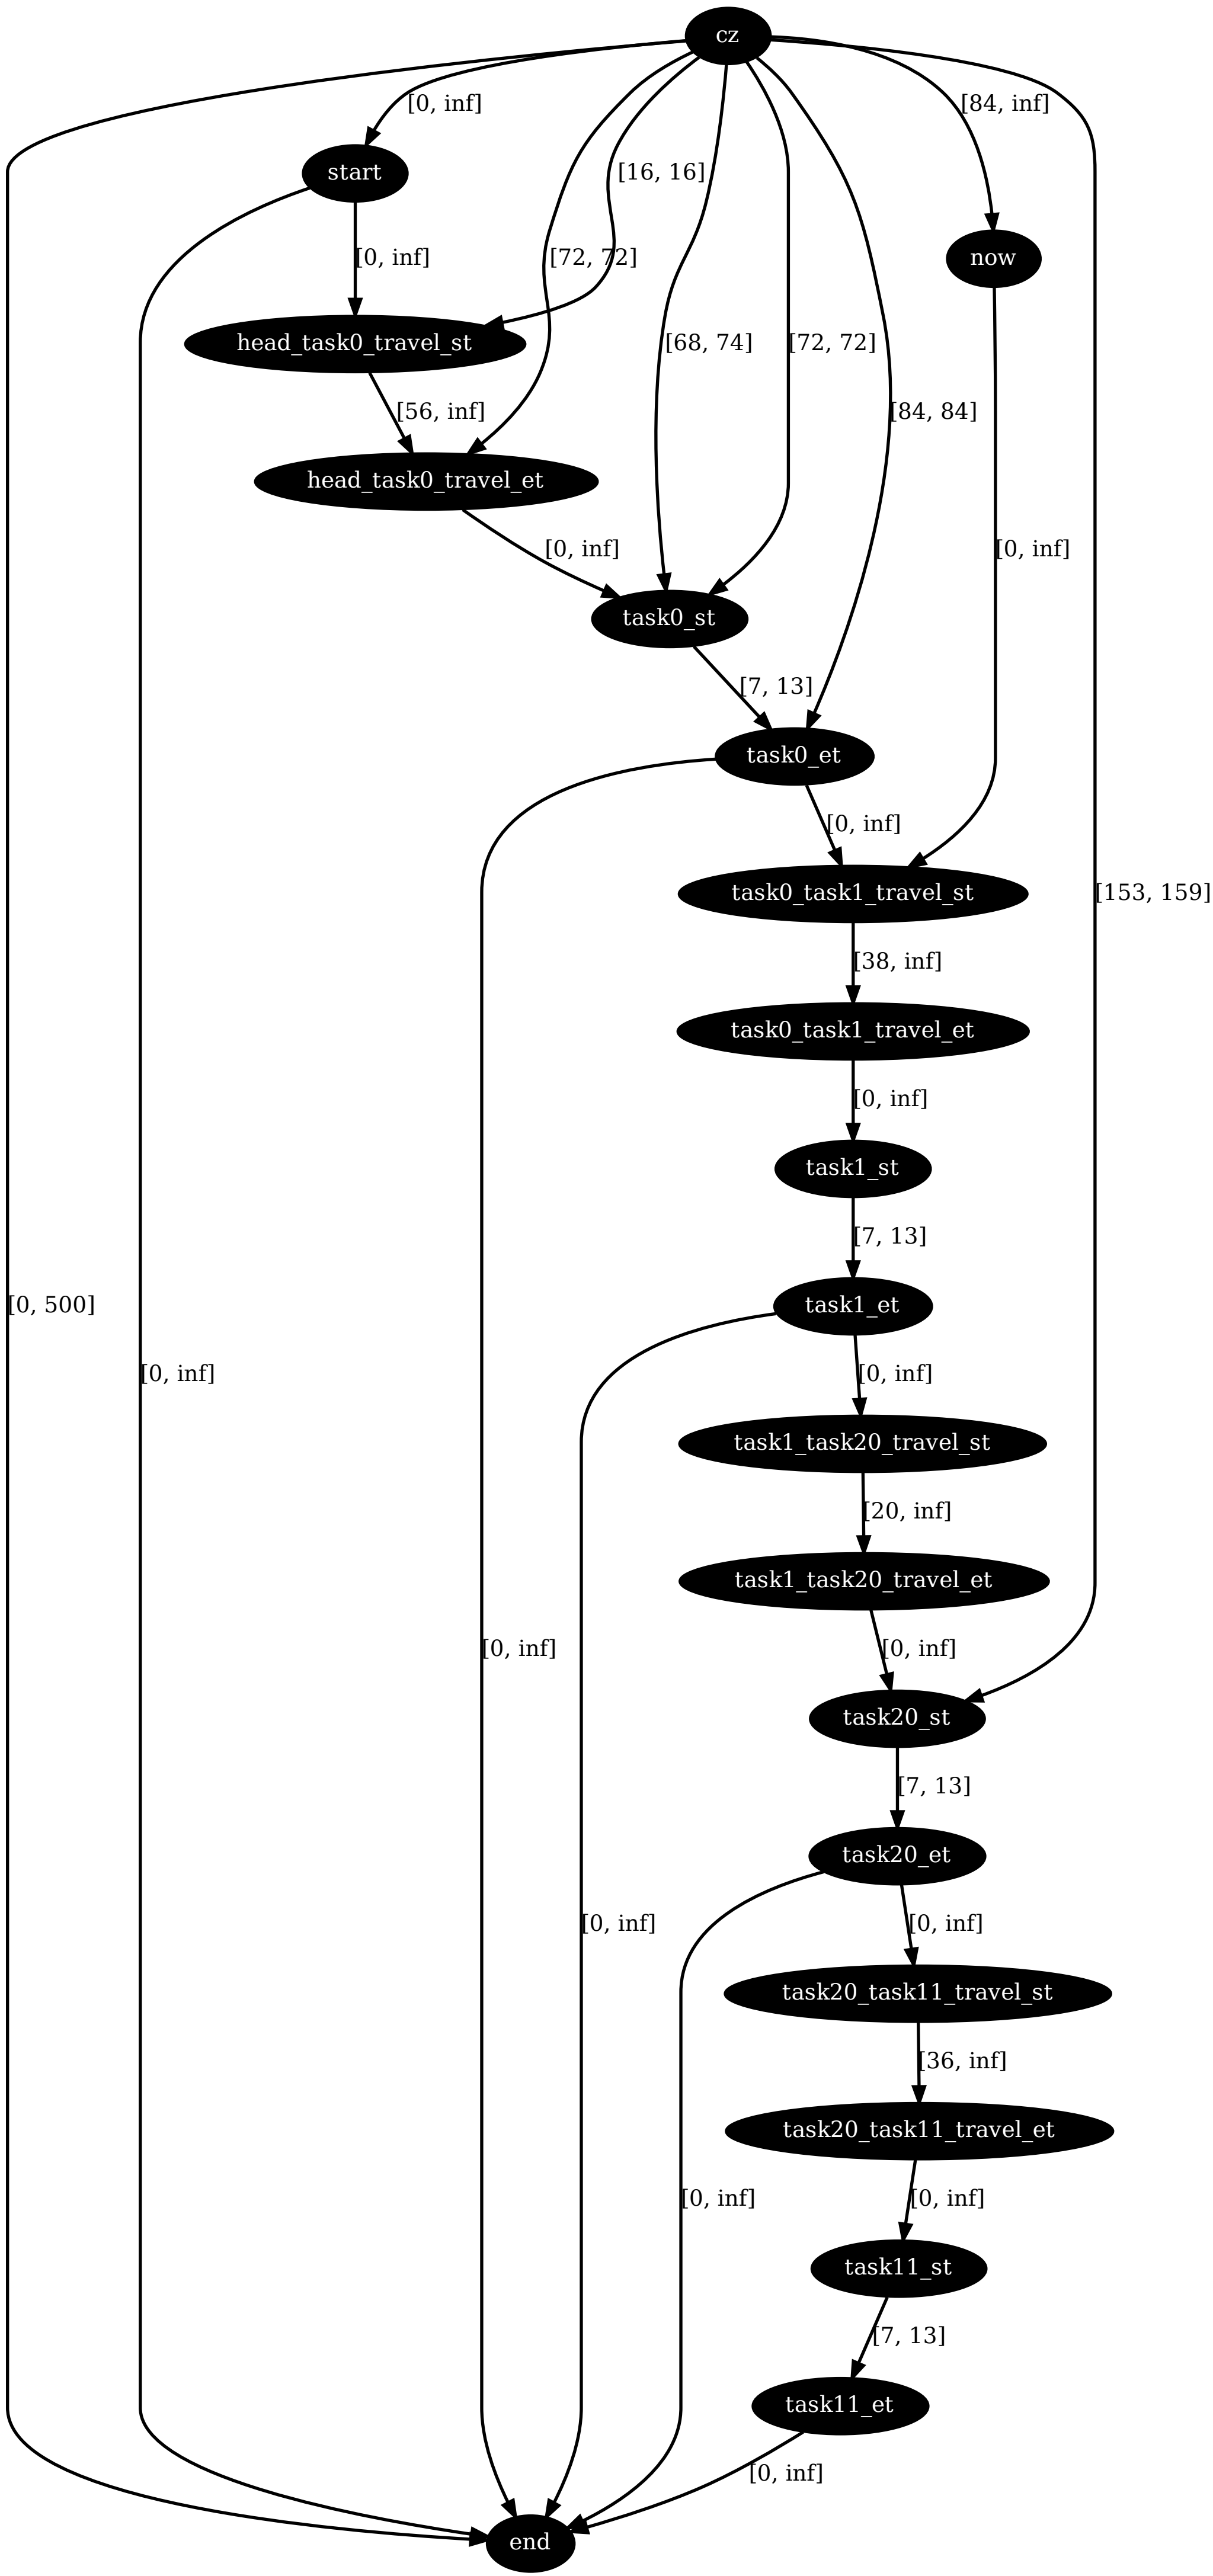 cz
[0, inf]
[84, inf]
start
[16, 16]
[0, inf]
[72, 72]
now
head_task0_travel_st
[68, 74]
[72, 72]
[56, inf]
[84, 84]
head_task0_travel_et
[0, inf]
[0, inf]
task0_st
[7, 13]
task0_et
[0, inf]
task0_task1_travel_st
[153, 159]
[38, inf]
task0_task1_travel_et
[0, inf]
task1_st
[7, 13]
[0, 500]
task1_et
[0, inf]
[0, inf]
task1_task20_travel_st
[20, inf]
task1_task20_travel_et
[0, inf]
[0, inf]
task20_st
[7, 13]
task20_et
[0, inf]
[0, inf]
task20_task11_travel_st
[36, inf]
task20_task11_travel_et
[0, inf]
[0, inf]
task11_st
[7, 13]
task11_et
[0, inf]
end